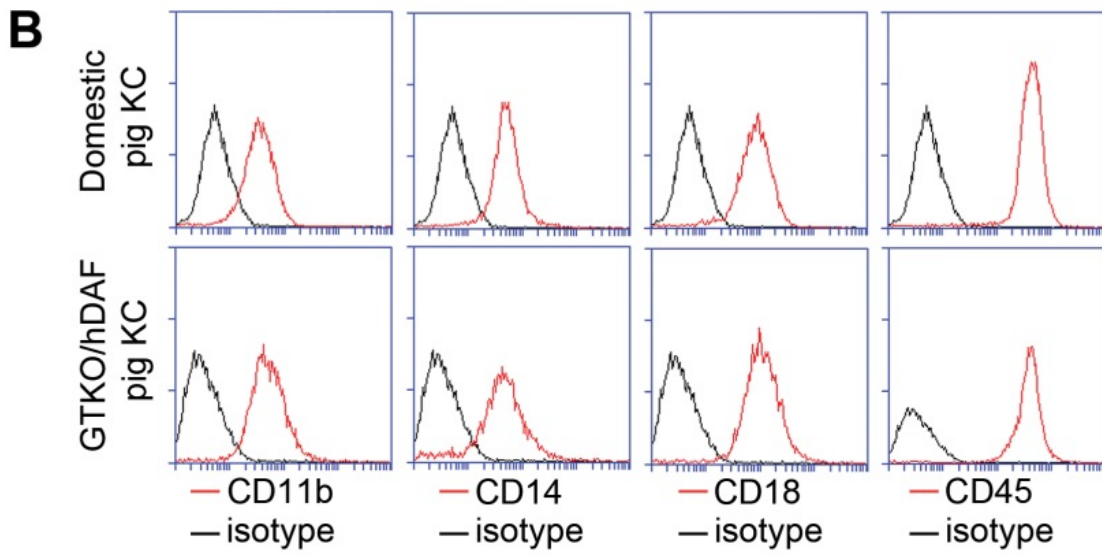 B
Domestic
pig KC
GTKO/hDAF
pig KC
CD11b
isotype
CD14
isotype
CD18
isotype
CD45
isotype